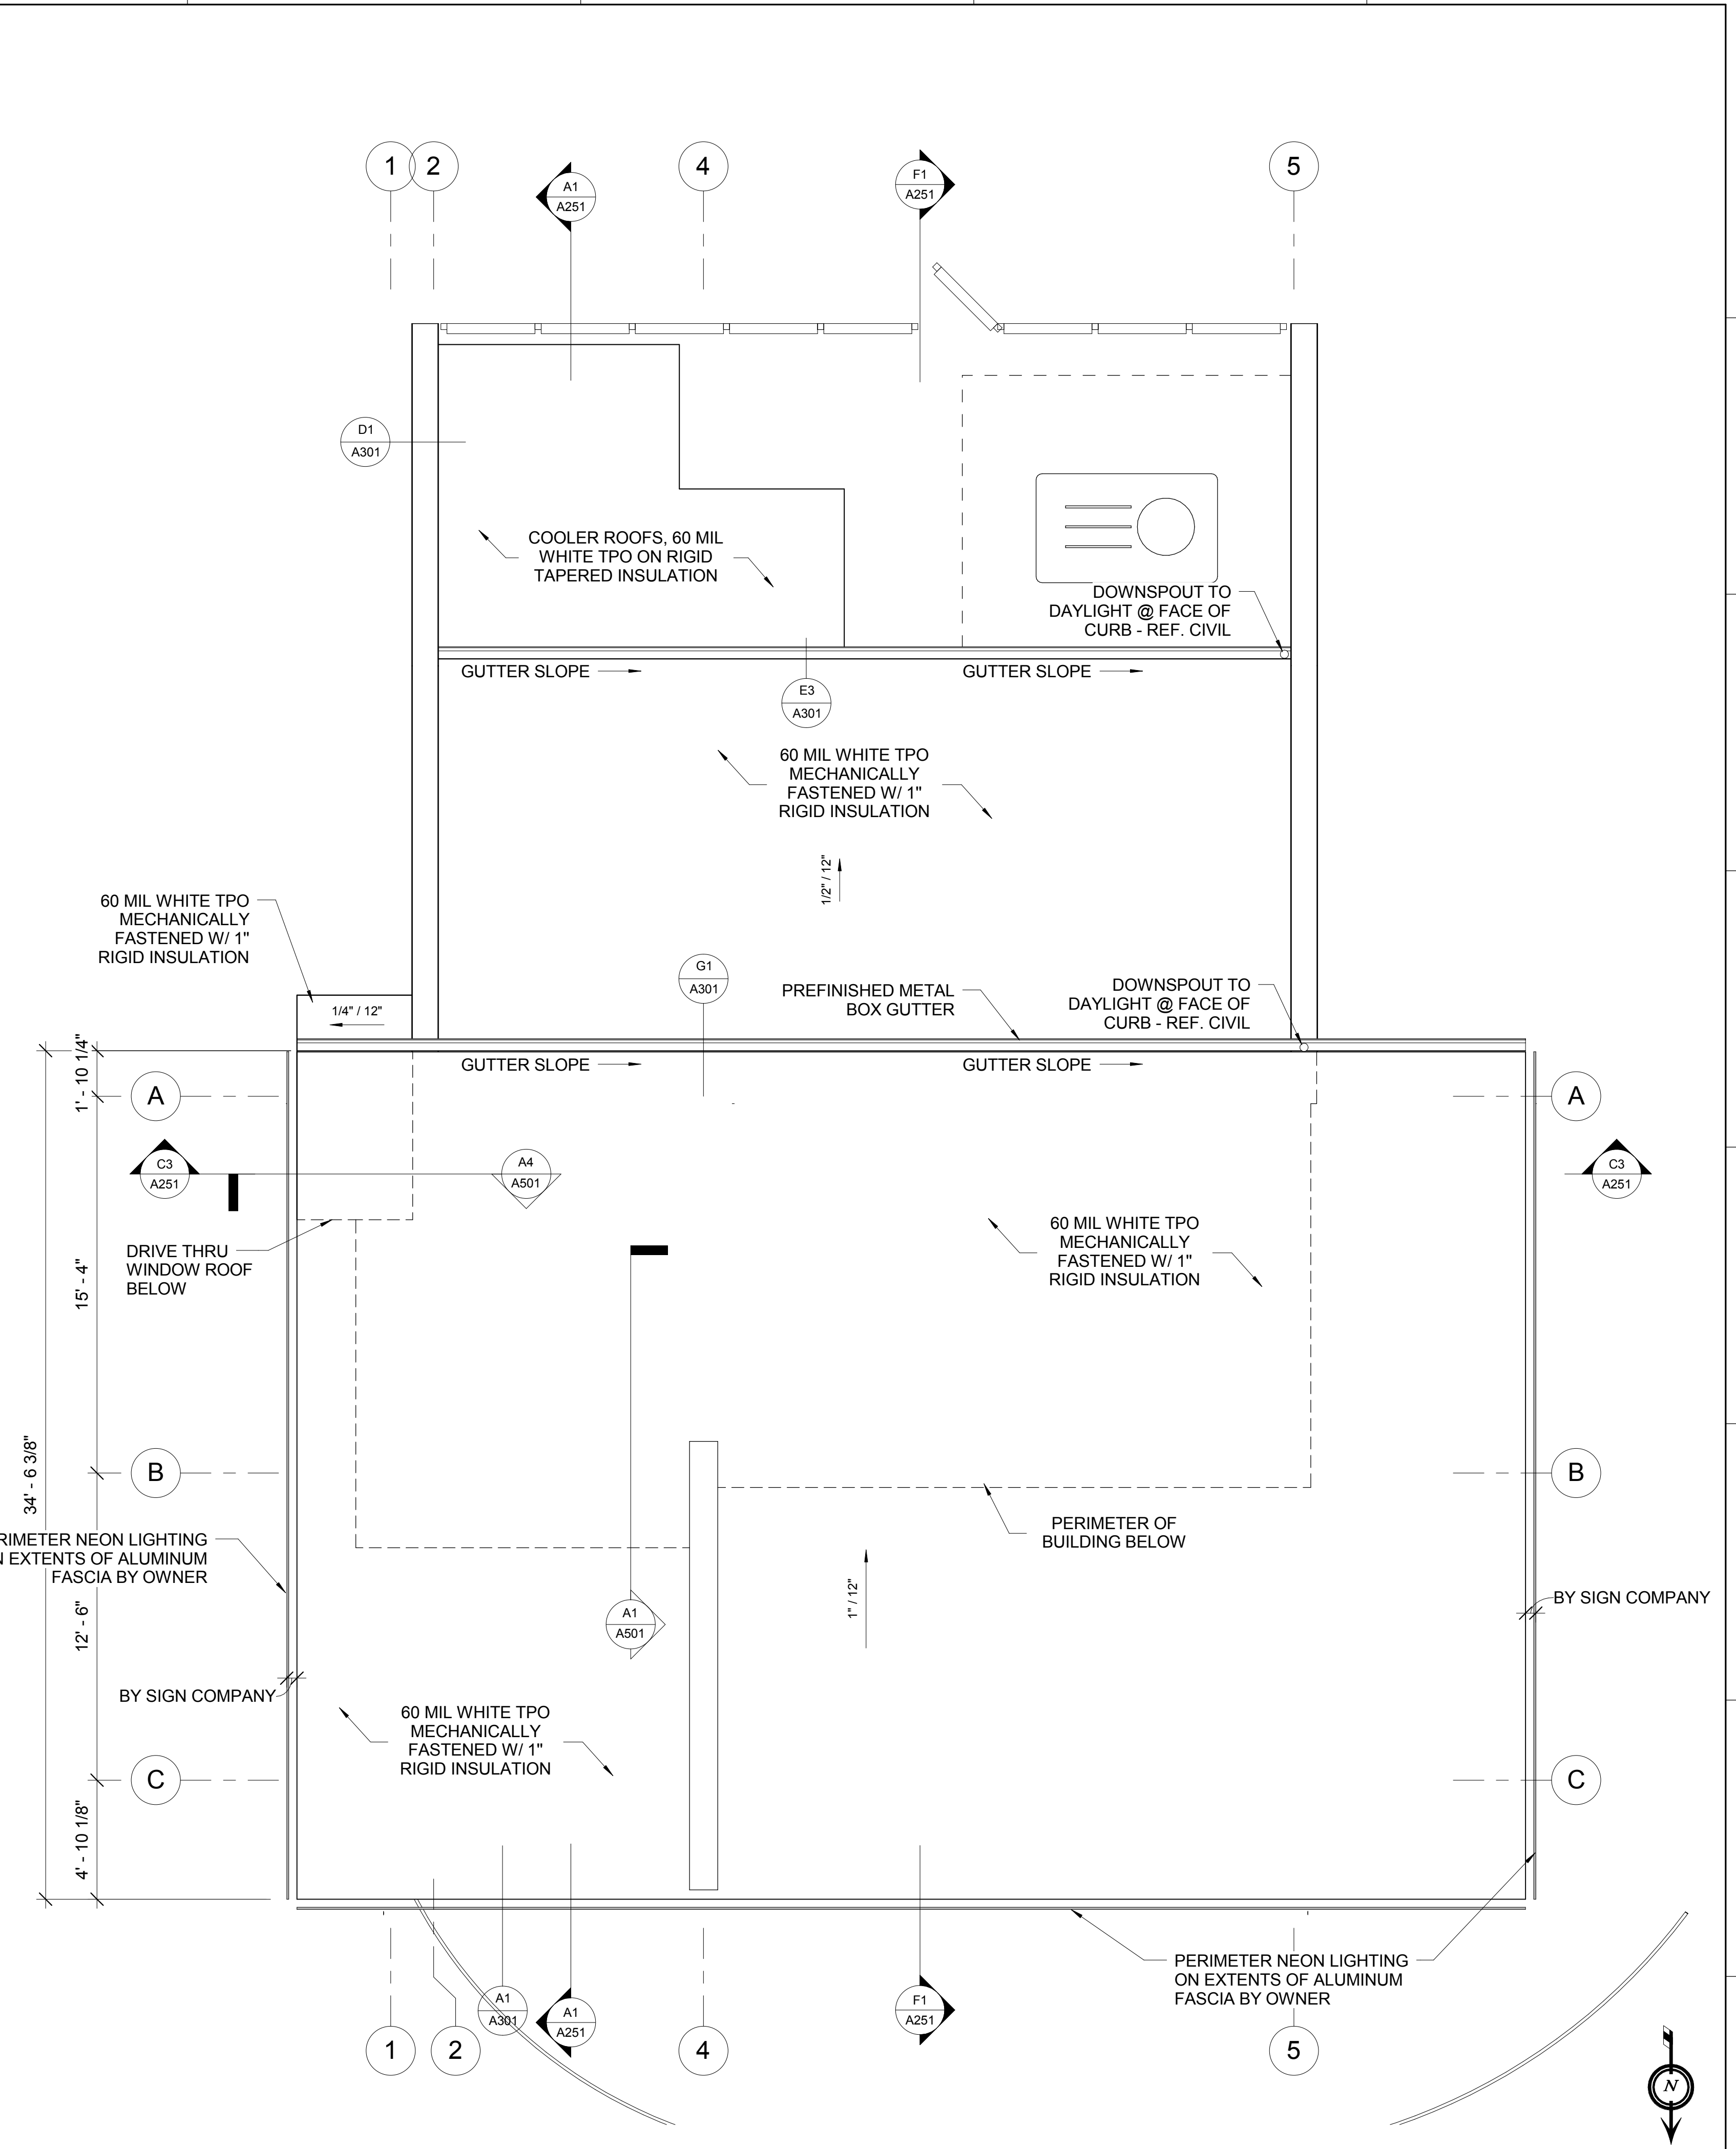 1
2
4
5
A1
A251
F1
A251
D1
A301
COOLER ROOFS, 60 MIL
WHITE TPO ON RIGID
TAPERED INSULATION
DOWNSPOUT TO
DAYLIGHT @ FACE OF
CURB - REF. CIVIL
GUTTER SLOPE
GUTTER SLOPE
E3
A301
60 MIL WHITE TPO
MECHANICALLY
FASTENED W/ 1"
RIGID INSULATION
1/2" / 12"
60 MIL WHITE TPO
MECHANICALLY
FASTENED W/ 1"
RIGID INSULATION
1/4" / 12"
G1
A301
PREFINISHED METAL
BOX GUTTER
DOWNSPOUT TO
DAYLIGHT @ FACE OF
CURB - REF. CIVIL
GUTTER SLOPE
GUTTER SLOPE
1' - 10 1/4"
A
A
C3
A251
A4
A501
C3
A251
DRIVE THRU
WINDOW ROOF
BELOW
15' - 4"
60 MIL WHITE TPO
MECHANICALLY
FASTENED W/ 1"
RIGID INSULATION
34' - 6 3/8"
B
B
RIMETER NEON LIGHTING
N EXTENTS OF ALUMINUM
FASCIA BY OWNER
PERIMETER OF
BUILDING BELOW
12' - 6"
A1
A501
1" / 12"
BY SIGN COMPANY
BY SIGN COMPANY
60 MIL WHITE TPO
MECHANICALLY
FASTENED W/ 1"
RIGID INSULATION
C
C
4' - 10 1/8"
PERIMETER NEON LIGHTING
ON EXTENTS OF ALUMINUM
FASCIA BY OWNER
A1
A301
A1
A251
F1
A251
1
2
4
5
N